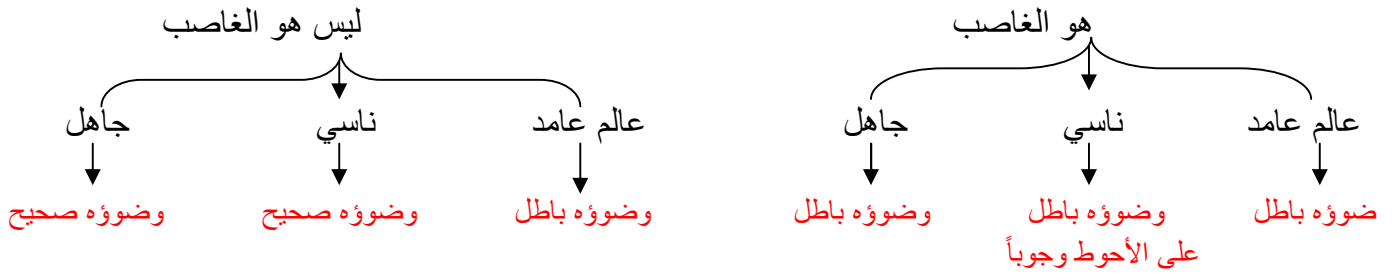 هو الغاصب
عالم عامد
ناسي
جاهل
ضوؤه باطل
وضوؤه باطل
على الأحوط وجوباً
وضوؤه باطل
ليس هو الغاصب
عالم عامد
ناسي
جاهل
وضوؤه باطل
وضوؤه صحيح
وضوؤه صحيح